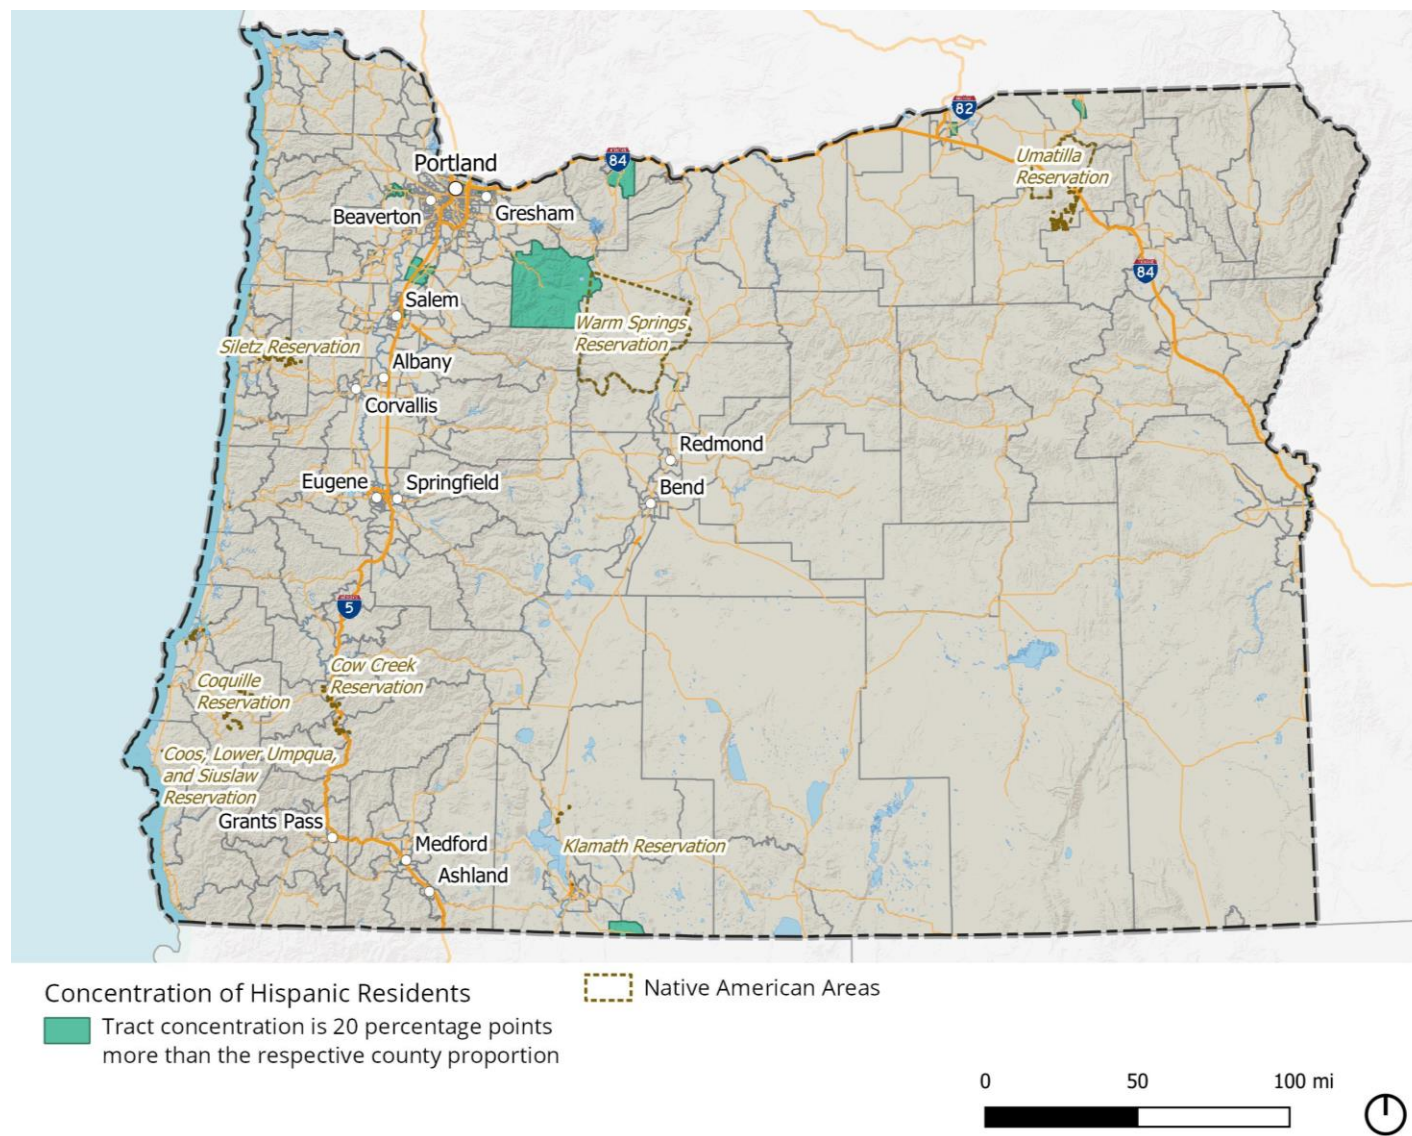 82
Portland
84
Umatilla
Reservation
Beaverton
Gresham
84
Salem
Warm Springs
Reservation
Siletz Reservation
Albany
Corvallis
Redmond
Eugene
Springfield
Bend
5
Cow Creek
Reservation
Coquille
Reservation
Coos, Lower Umpqua,
and Siuslaw
Reservation
Grants Pass
Medford
Klamath Reservation
Ashland
Concentration of Hispanic Residents
Tract concentration is 20 percentage points
more than the respective county proportion
Native American Areas
0 50 100 mi